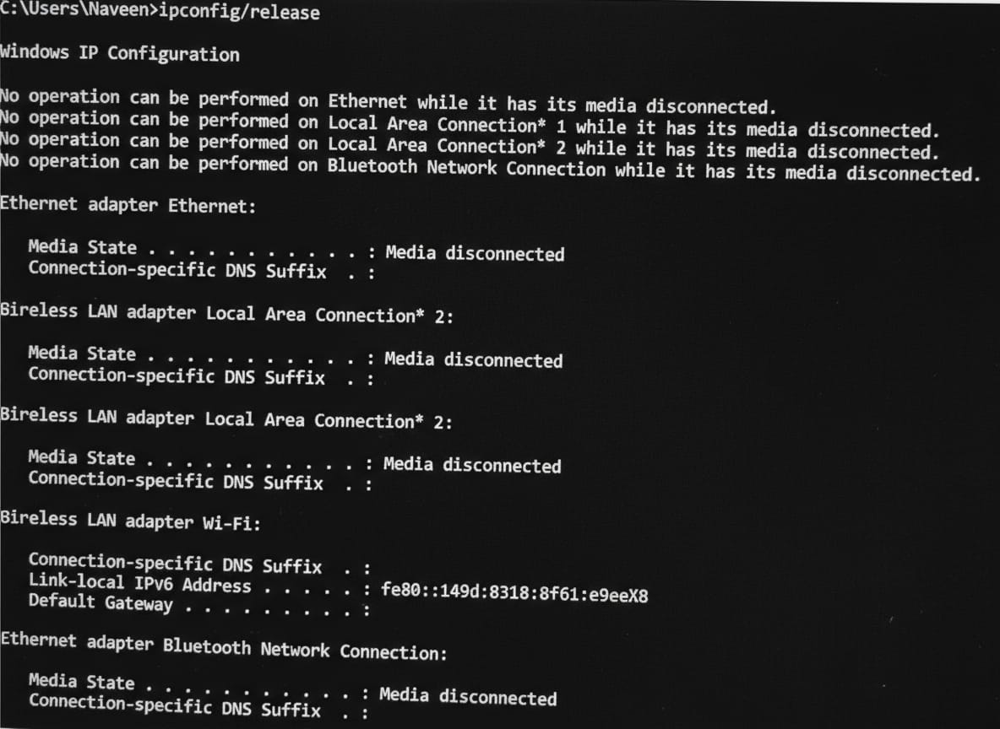 C:\Users\Naveen>ipconfig/release
Windows IP Configuration
No operation can be performed on Ethernet while it has its media disconnected.
No operation can be performed on Local Area Connection* 1 while it has its media disconnected.
No operation can be performed on Local Area Connection* 2 while it has its media disconnected.
No operation can be performed on Bluetooth Network Connection while it has its media disconnected.
Ethernet adapter Ethernet:
Media State . . . . . . . . . . . : Media disconnected
Connection-specific DNS Suffix . :
Bireless LAN adapter Local Area Connection* 2:
Media State . . . . . . . . . . . : Media disconnected
Connection-specific DNS Suffix . :
Bireless LAN adapter Local Area Connection* 2:
Media State . . . . . . . . . . . : Media disconnected
Connection-specific DNS Suffix . :
Bireless LAN adapter Wi-Fi:
Connection-specific DNS Suffix . :
Link-local IPv6 Address . . . . . : fe80::149d:8318:8f61:e9eeX8
Default Gateway . . . . . . . . . :
Ethernet adapter Bluetooth Network Connection:
Media State . . . . . . . . . . . : Media disconnected
Connection-specific DNS Suffix . :